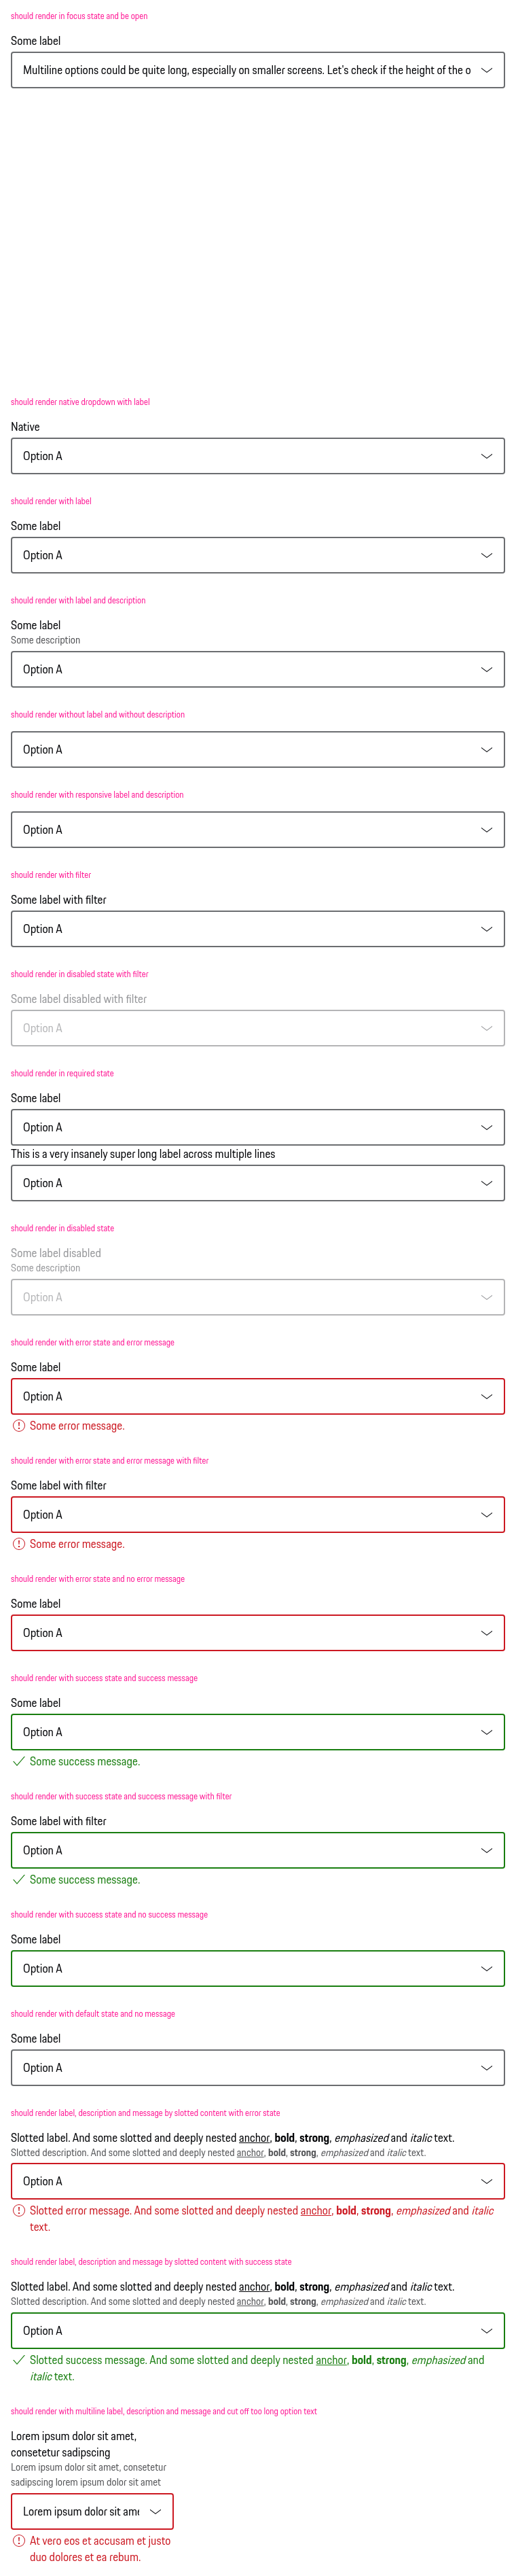 should render in focus state and be open
Some label
Multiline options could be quite long, especially on smaller screens. Let's check if the height of the o
should render native dropdown with label
Native
Option A
should render with label
Some label
Option A
should render with label and description
Some label
Some description
Option A
should render without label and without description
Option A
should render with responsive label and description
Option A
should render with filter
Some label with filter
Option A
should render in disabled state with filter
Some label disabled with filter
Option A
should render in required state
Some label
Option A
This is a very insanely super long label across multiple lines
Option A
should render in disabled state
Some label disabled
Some description
Option A
should render with error state and error message
Some label
Option A
Some error message.
should render with error state and error message with filter
Some label with filter
Option A
Some error message.
should render with error state and no error message
Some label
Option A
should render with success state and success message
Some label
Option A
Some success message.
should render with success state and success message with filter
Some label with filter
Option A
Some success message.
should render with success state and no success message
Some label
Option A
should render with default state and no message
Some label
Option A
should render label, description and message by slotted content with error state
Slotted label. And some slotted and deeply nested anchor, bold, strong, emphasized and italic text.
Slotted description. And some slotted and deeply nested anchor, bold, strong, emphasized and italic text.
Option A
Slotted error message. And some slotted and deeply nested anchor, bold, strong, emphasized and italic
text.
should render label, description and message by slotted content with success state
Slotted label. And some slotted and deeply nested anchor, bold, strong, emphasized and italic text.
Slotted description. And some slotted and deeply nested anchor, bold, strong, emphasized and italic text.
Option A
Slotted success message. And some slotted and deeply nested anchor, bold, strong, emphasized and
italic text.
should render with multiline label, description and message and cut off too long option text
Lorem ipsum dolor sit amet,
consetetur sadipscing
Lorem ipsum dolor sit amet, consetetur
sadipscing lorem ipsum dolor sit amet
Lorem ipsum dolor sit ame
At vero eos et accusam et justo
duo dolores et ea rebum.